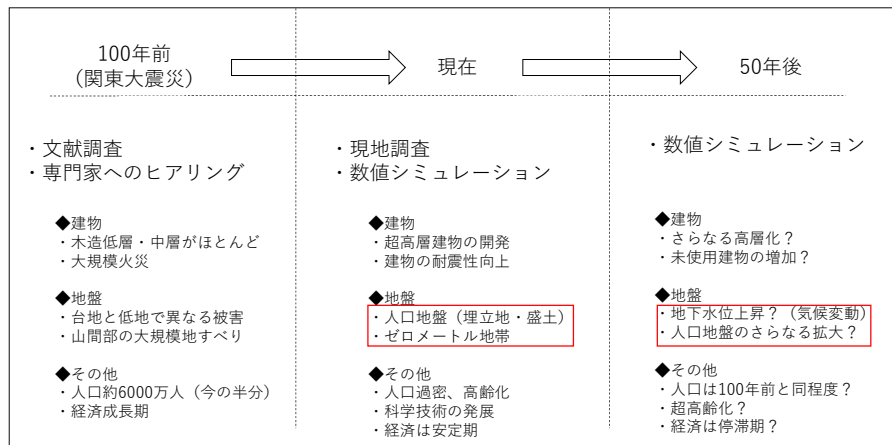 100年前
（関東大震災）
現在
50年後
・文献調査
・専門家へのヒアリング
◆建物
・木造低層・中層がほとんど
・大規模火災
◆地盤
・台地と低地で異なる被害
・山間部の大規模地すべり
◆その他
・人口約6000万人（今の半分）
・経済成長期
・現地調査
・数値シミュレーション
◆建物
・超高層建物の開発
・建物の耐震性向上
◆地盤
・人口地盤（埋立地・盛土）
・ゼロメートル地帯
◆その他
・人口過密、高齢化
・科学技術の発展
・経済は安定期
・数値シミュレーション
◆建物
・さらなる高層化？
・未使用建物の増加？
◆地盤
・地下水位上昇？（気候変動）
・人口地盤のさらなる拡大？
◆その他
・人口は100年前と同程度？
・超高齢化？
・経済は停滞期？